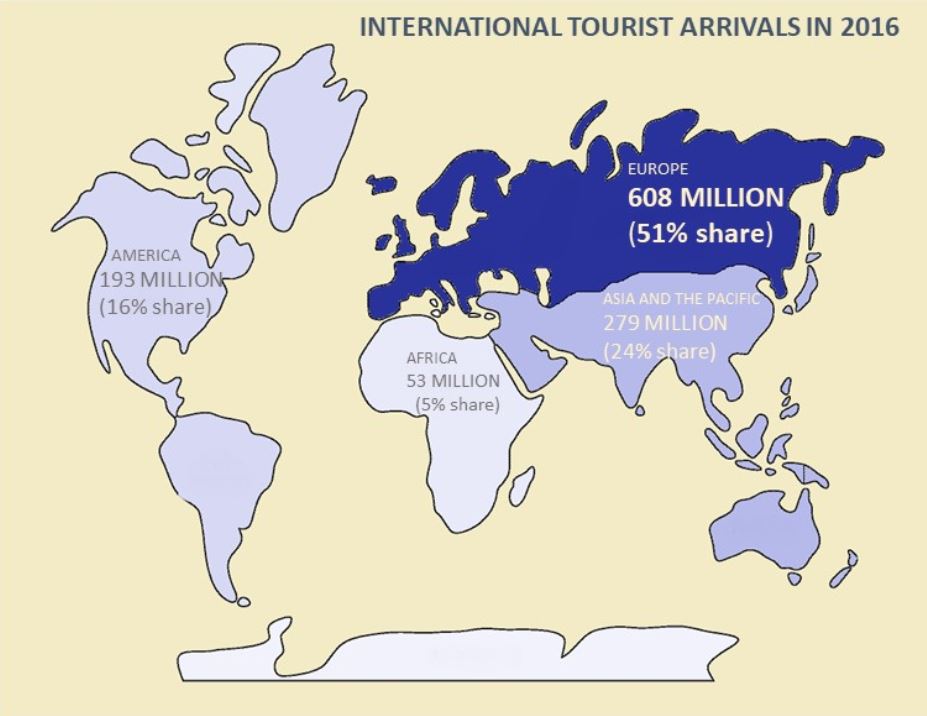 INTERNATIONAL TOURIST ARRIVALS IN 2016
EUROPE
608 MILLION
(51% share)
AMERICA
193 MILLION
(16% share)
ASIA AND THE PACIFIC
279 MILLION
(24% share)
AFRICA
53 MILLION
(5% share)